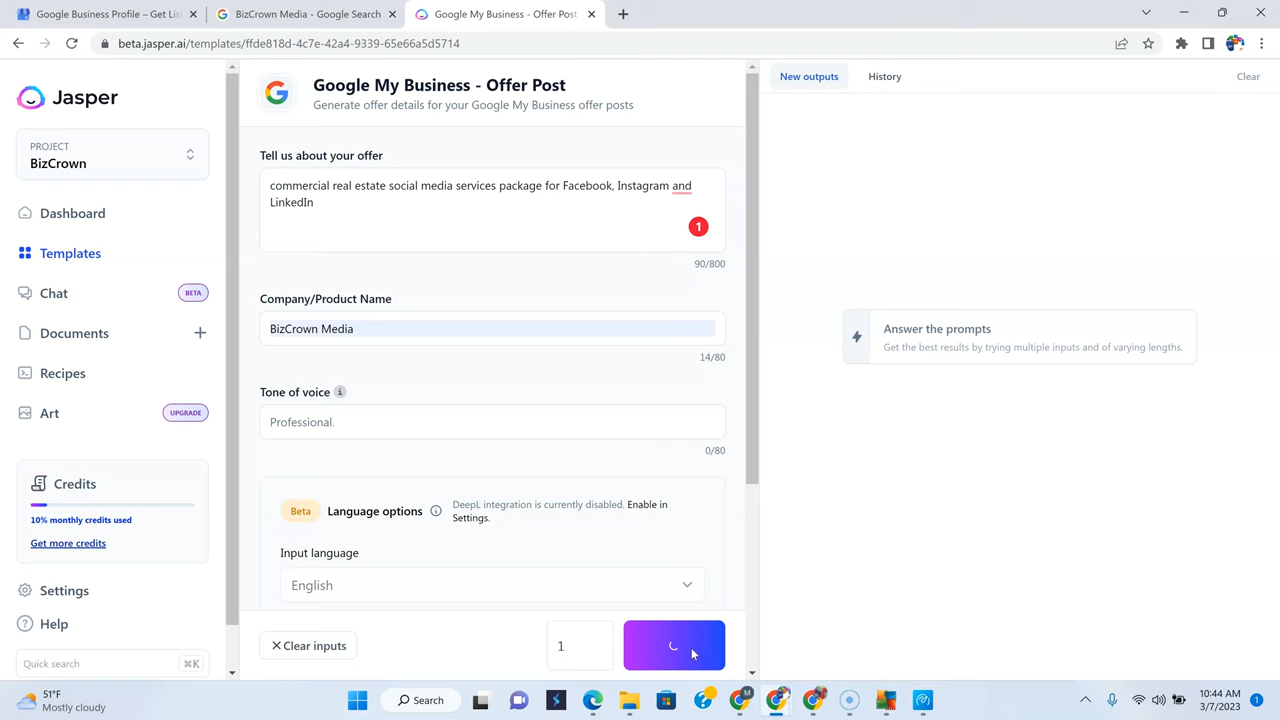 Google Business Profile – Get Lis
BizCrown Media - Google Search
Google My Business - Offer Post
beta.jasper.ai/templates/ffde818d-4c7e-42a4-9339-65e66a5d5714
Jasper
PROJECT
BizCrown
Dashboard
Templates
Chat
BETA
Documents
Recipes
Art
UPGRADE
Credits
10% monthly credits used
Get more credits
Settings
Help
Quick search
⌘K
Google My Business - Offer Post
Generate offer details for your Google My Business offer posts
Tell us about your offer
commercial real estate social media services package for Facebook, Instagram and
LinkedIn
1
90/800
Company/Product Name
BizCrown Media
14/80
Tone of voice
Professional.
0/80
Beta
Language options
DeepL integration is currently disabled. Enable in
Settings.
Input language
English
Clear inputs
1
New outputs
History
Clear
Answer the prompts
Get the best results by trying multiple inputs and of varying lengths.
51°F
Mostly cloudy
Search
M
10:44 AM
3/7/2023
1